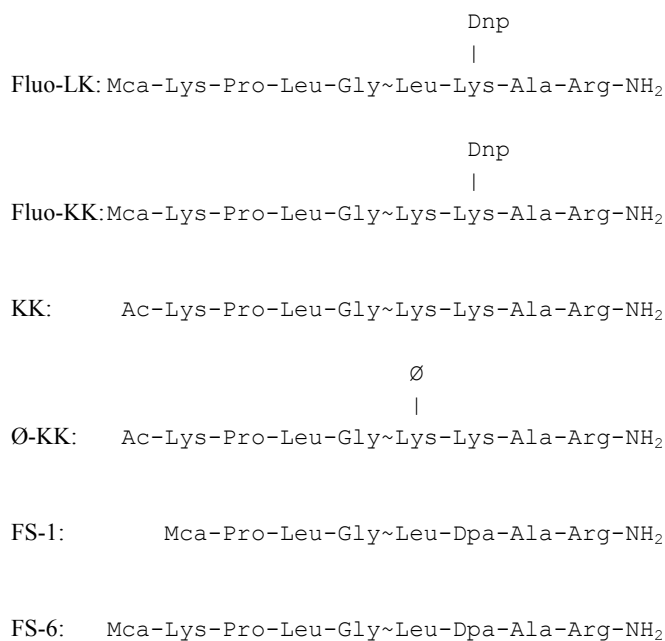 Dnp
|
Fluo-LK: Mca-Lys-Pro-Leu-Gly~Leu-Lys-Ala-Arg-NH₂
Dnp
|
Fluo-KK: Mca-Lys-Pro-Leu-Gly~Lys-Lys-Ala-Arg-NH₂
KK: Ac-Lys-Pro-Leu-Gly~Lys-Lys-Ala-Arg-NH₂
Ø
|
Ø-KK: Ac-Lys-Pro-Leu-Gly~Lys-Lys-Ala-Arg-NH₂
FS-1: Mca-Pro-Leu-Gly~Leu-Dpa-Ala-Arg-NH₂
FS-6: Mca-Lys-Pro-Leu-Gly~Leu-Dpa-Ala-Arg-NH₂